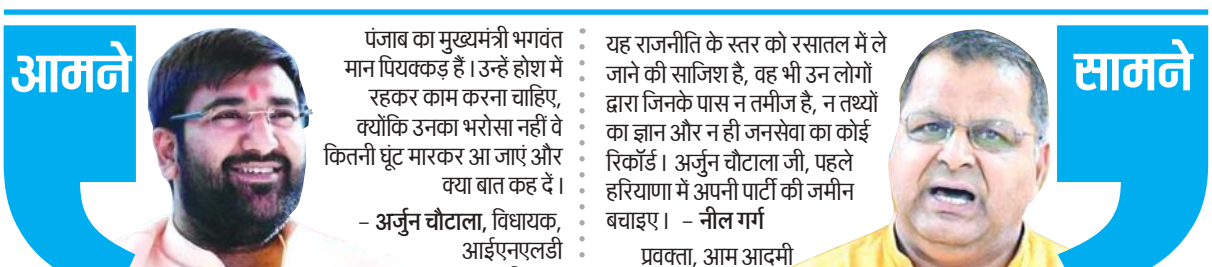 आमने
पंजाब का मुख्यमंत्री भगवंत
मान पियक्कड़ हैं। उन्हें होश में
रहकर काम करना चाहिए,
क्योंकि उनका भरोसा नहीं वे
कितनी घूंट मारकर आ जाएं और
क्या बात कह दें।
– अर्जुन चौटाला, विधायक,
आईएनएलडी
यह राजनीति के स्तर को रसातल में ले
जाने की साजिश है, वह भी उन लोगों
द्वारा जिनके पास न तमीज है, न तथ्यों
का ज्ञान और न ही जनसेवा का कोई
रिकॉर्ड। अर्जुन चौटाला जी, पहले
हरियाणा में अपनी पार्टी की जमीन
बचाइए। – नील गर्ग
प्रवक्ता, आम आदमी
सामने